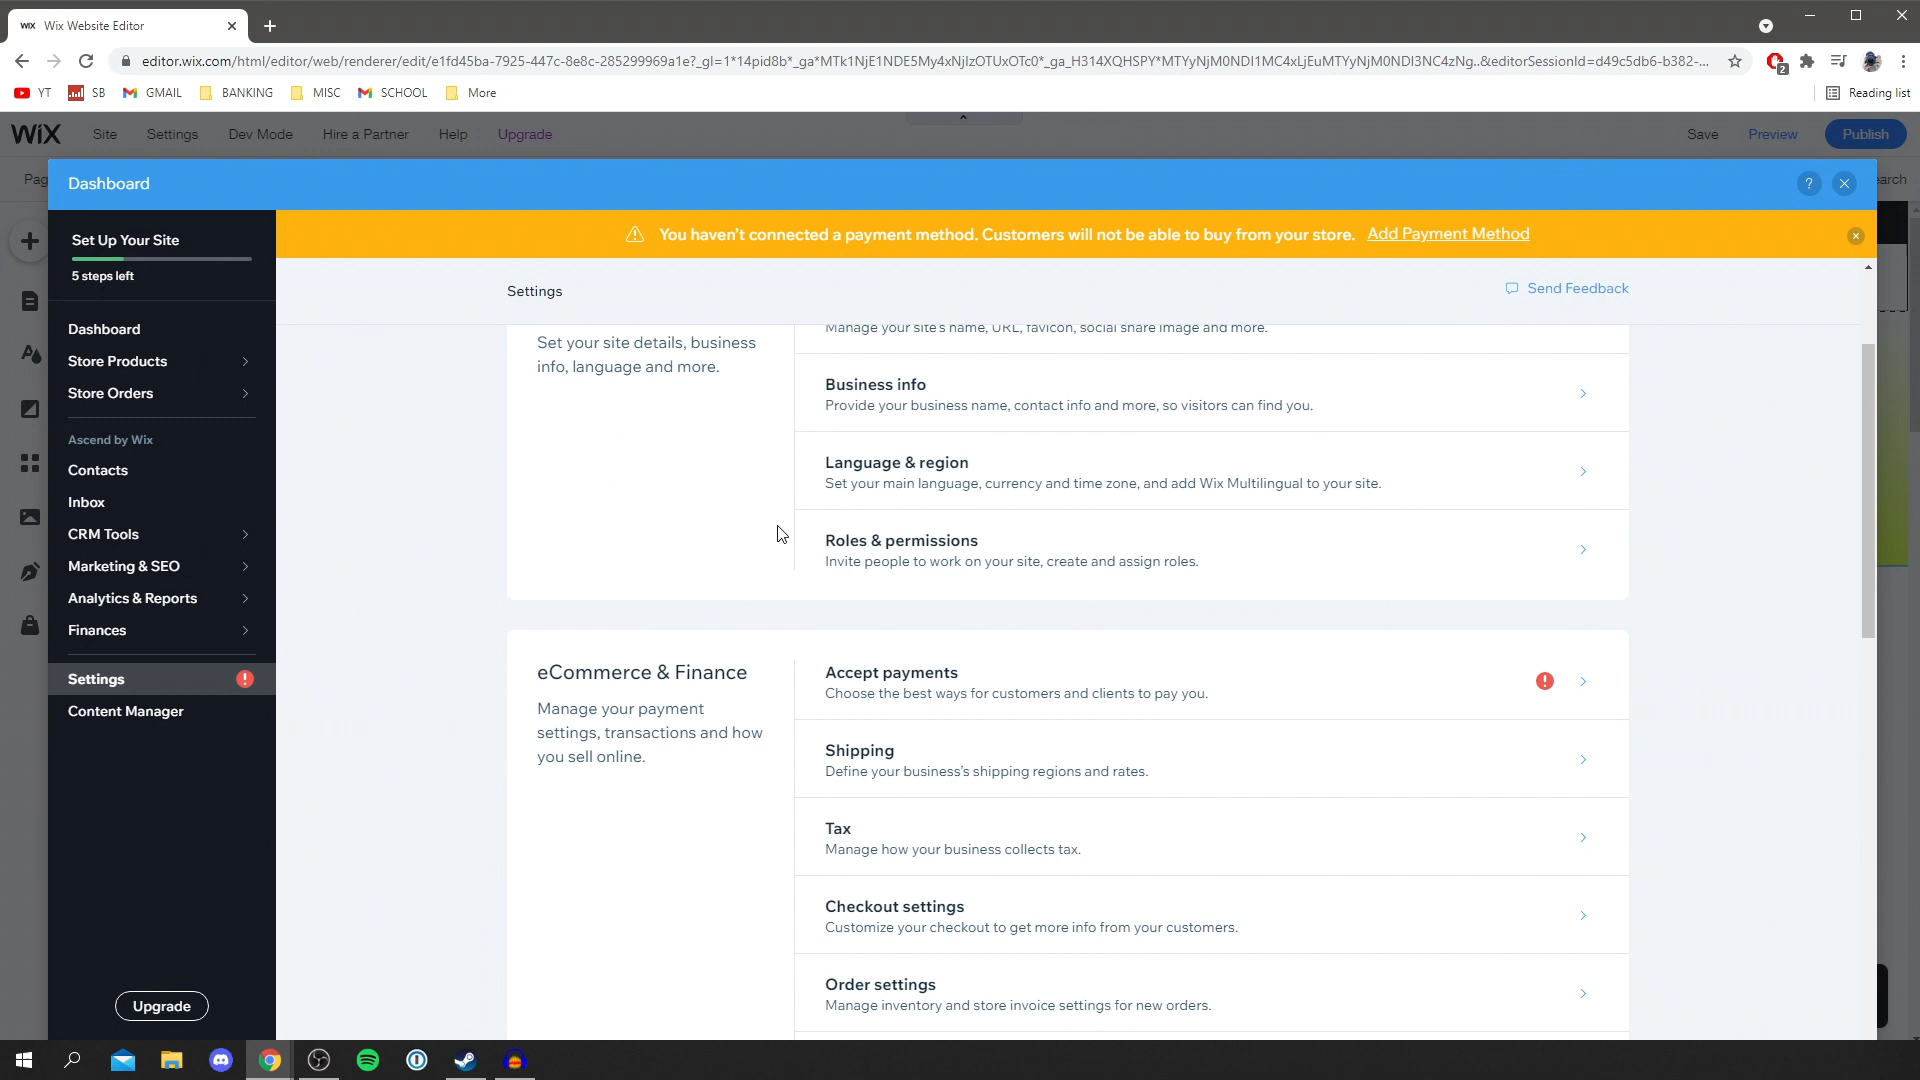 WiX Wix Website Editor
editor.wix.com/html/editor/web/renderer/edit/e1fd45ba-7925-447c-8e8c-285299969a1e?_gl=1*14pid8b*_ga*MTk1NjE1NDE5My4xNjIzOTUxOTc0*_ga_H314XQHSPY*MTYyNjM0NDI1MC4xLjEuMTYyNjM0NDI3NC4zNg..&editorSessionId=d49c5db6-b382-...
2
YT SB GMAIL BANKING MISC SCHOOL More Reading list
WiX Site Settings Dev Mode Hire a Partner Help Upgrade Save Preview Publish
Pag
earch
Dashboard ?
Set Up Your Site
5 steps left
You haven't connected a payment method. Customers will not be able to buy from your store. Add Payment Method
Dashboard
Store Products
Store Orders
Ascend by Wix
Contacts
Inbox
CRM Tools
Marketing & SEO
Analytics & Reports
Finances
Settings
Content Manager
Upgrade
Settings
Send Feedback
Set your site details, business
info, language and more.
Manage your site's name, URL, favicon, social share image and more.
Business info
Provide your business name, contact info and more, so visitors can find you.
Language & region
Set your main language, currency and time zone, and add Wix Multilingual to your site.
Roles & permissions
Invite people to work on your site, create and assign roles.
eCommerce & Finance
Manage your payment
settings, transactions and how
you sell online.
Accept payments
Choose the best ways for customers and clients to pay you.
Shipping
Define your business's shipping regions and rates.
Tax
Manage how your business collects tax.
Checkout settings
Customize your checkout to get more info from your customers.
Order settings
Manage inventory and store invoice settings for new orders.